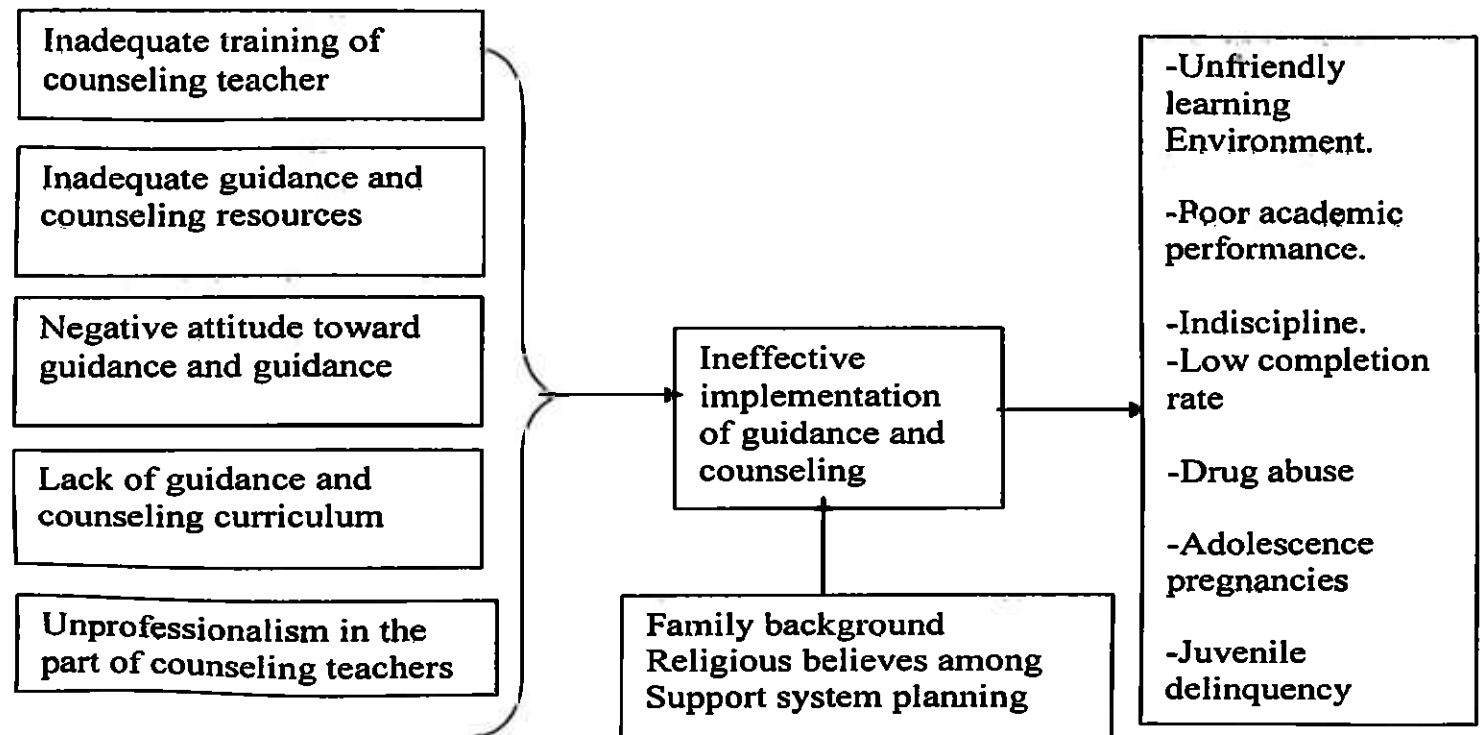 Inadequate training of
counseling teacher
Inadequate guidance and
counseling resources
Negative attitude toward
guidance and guidance
Lack of guidance and
counseling curriculum
Unprofessionalism in the
part of counseling teachers
Ineffective
implementation
of guidance and
counseling
Family background
Religious believes among
Support system planning
-Unfriendly
learning
Environment.
-Poor academic
performance.
-Indiscipline.
-Low completion
rate
-Drug abuse
-Adolescence
pregnancies
-Juvenile
delinquency